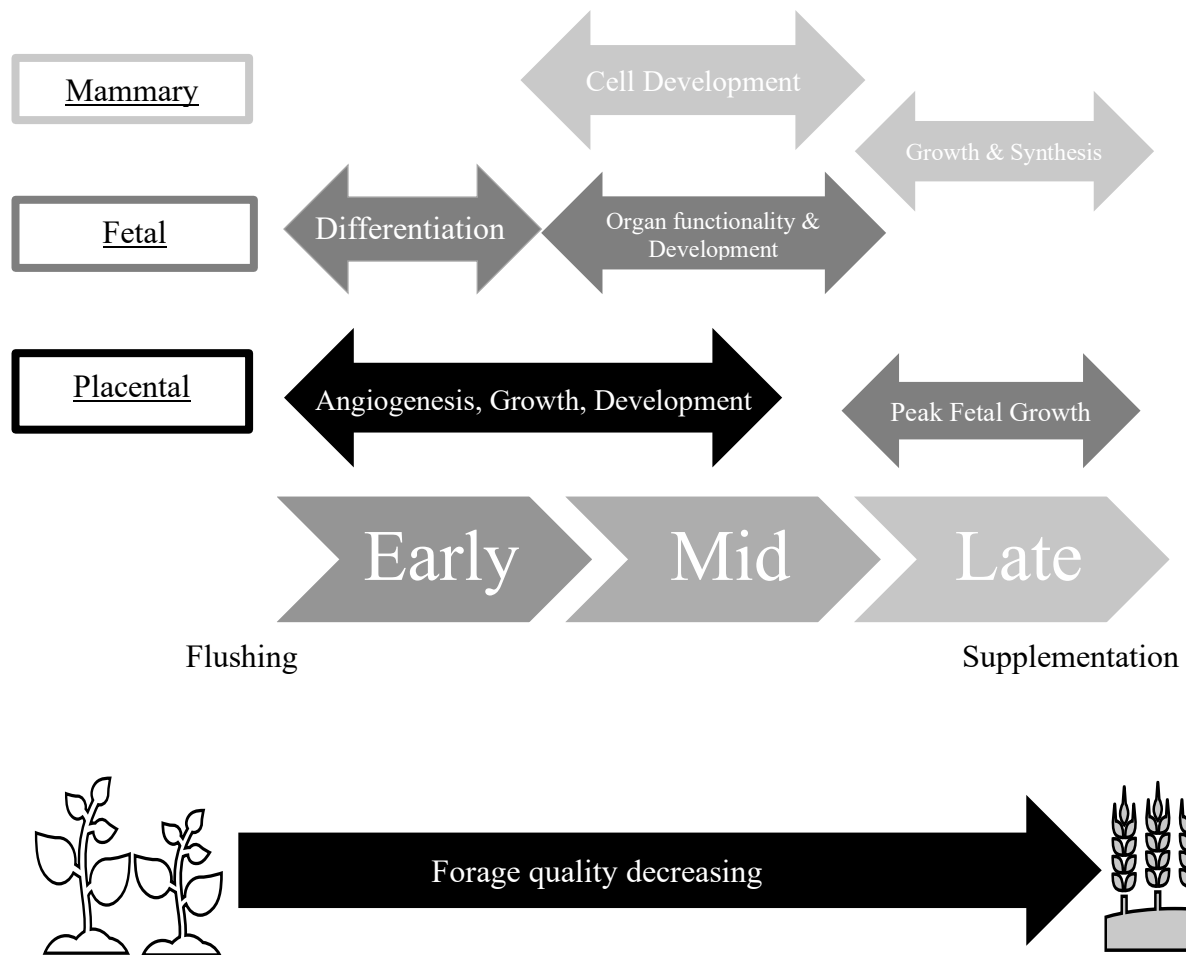 Mammary
Cell Development
Growth & Synthesis
Fetal
Differentiation
Organ functionality &
Development
Placental
Angiogenesis, Growth, Development
Peak Fetal Growth
Early
Mid
Late
Flushing
Supplementation
Forage quality decreasing